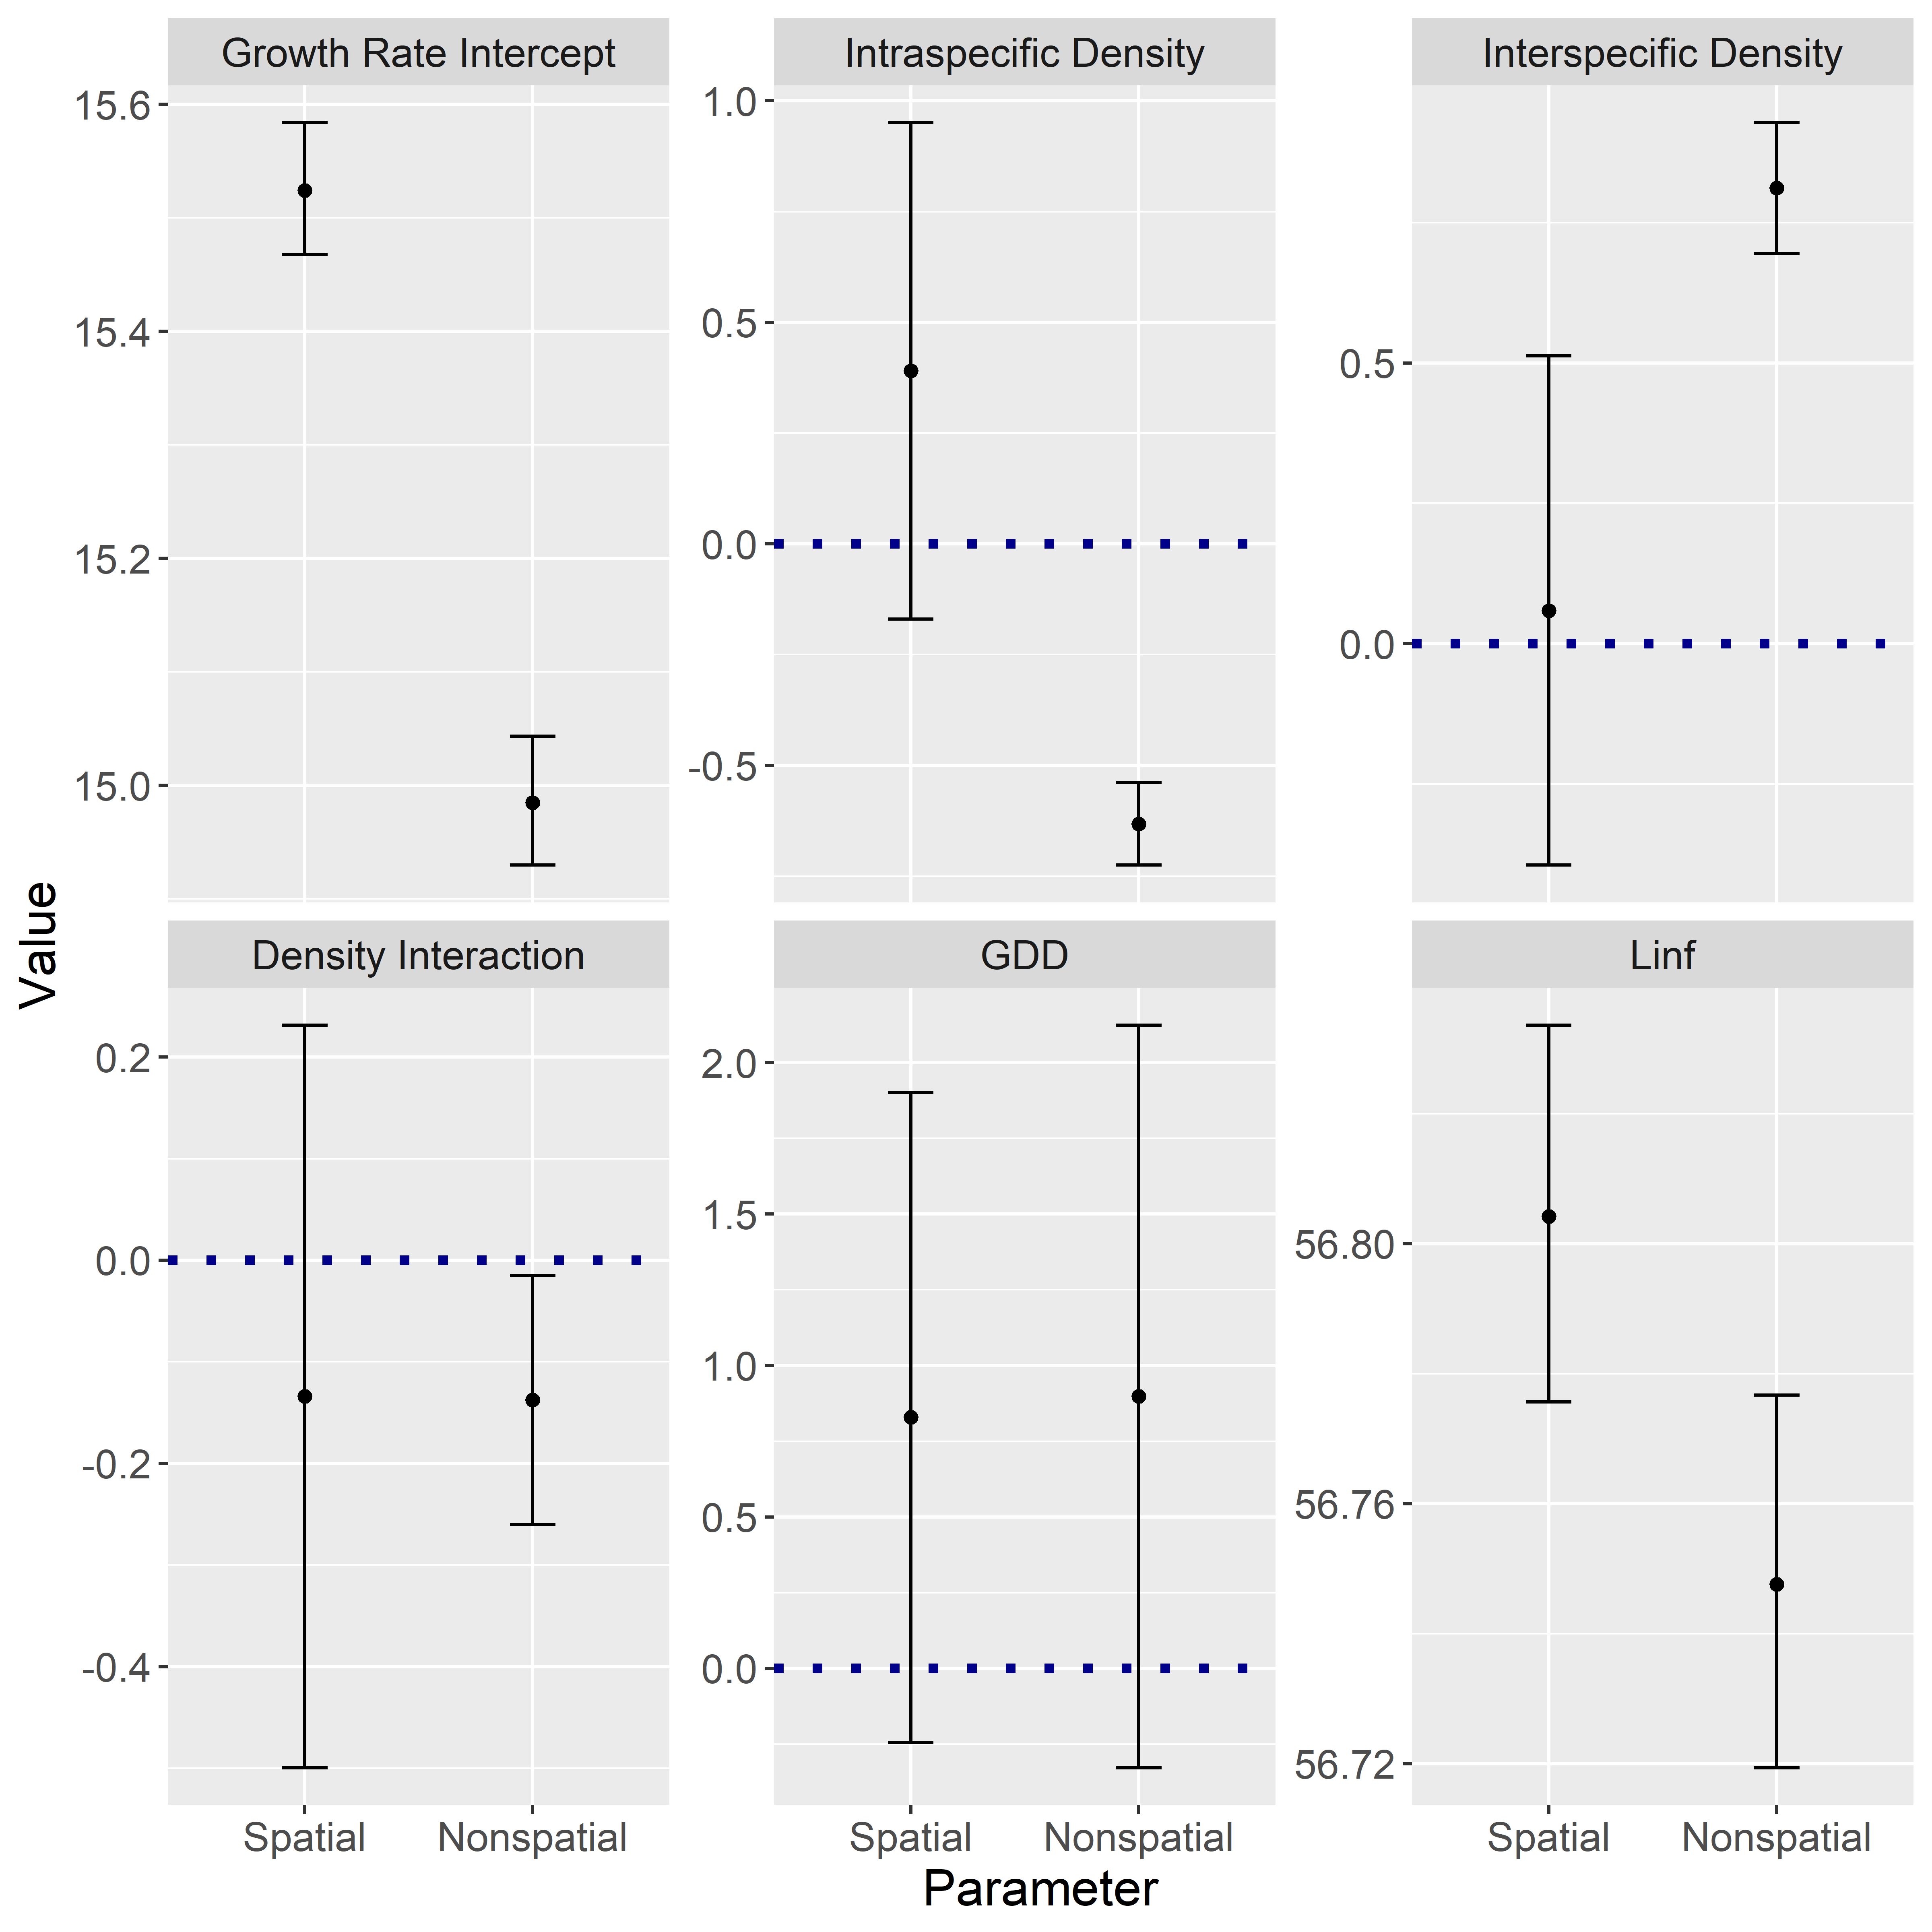 Growth Rate Intercept
Intraspecific Density
Interspecific Density
15.6
15.4
15.2
15.0
1.0
0.5
0.0
-0.5
0.5
0.0
Value
Density Interaction
GDD
Linf
0.2
0.0
-0.2
-0.4
2.0
1.5
1.0
0.5
0.0
56.80
56.76
56.72
Spatial Nonspatial
Spatial Nonspatial
Spatial Nonspatial
Parameter